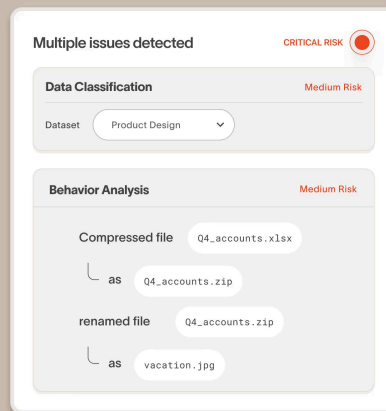 Multiple issues detected CRITICAL RISK
Data Classification Medium Risk
Dataset Product Design
Behavior Analysis Medium Risk
Compressed file Q4_accounts.xlsx
as Q4_accounts.zip
renamed file Q4_accounts.zip
as vacation.jpg